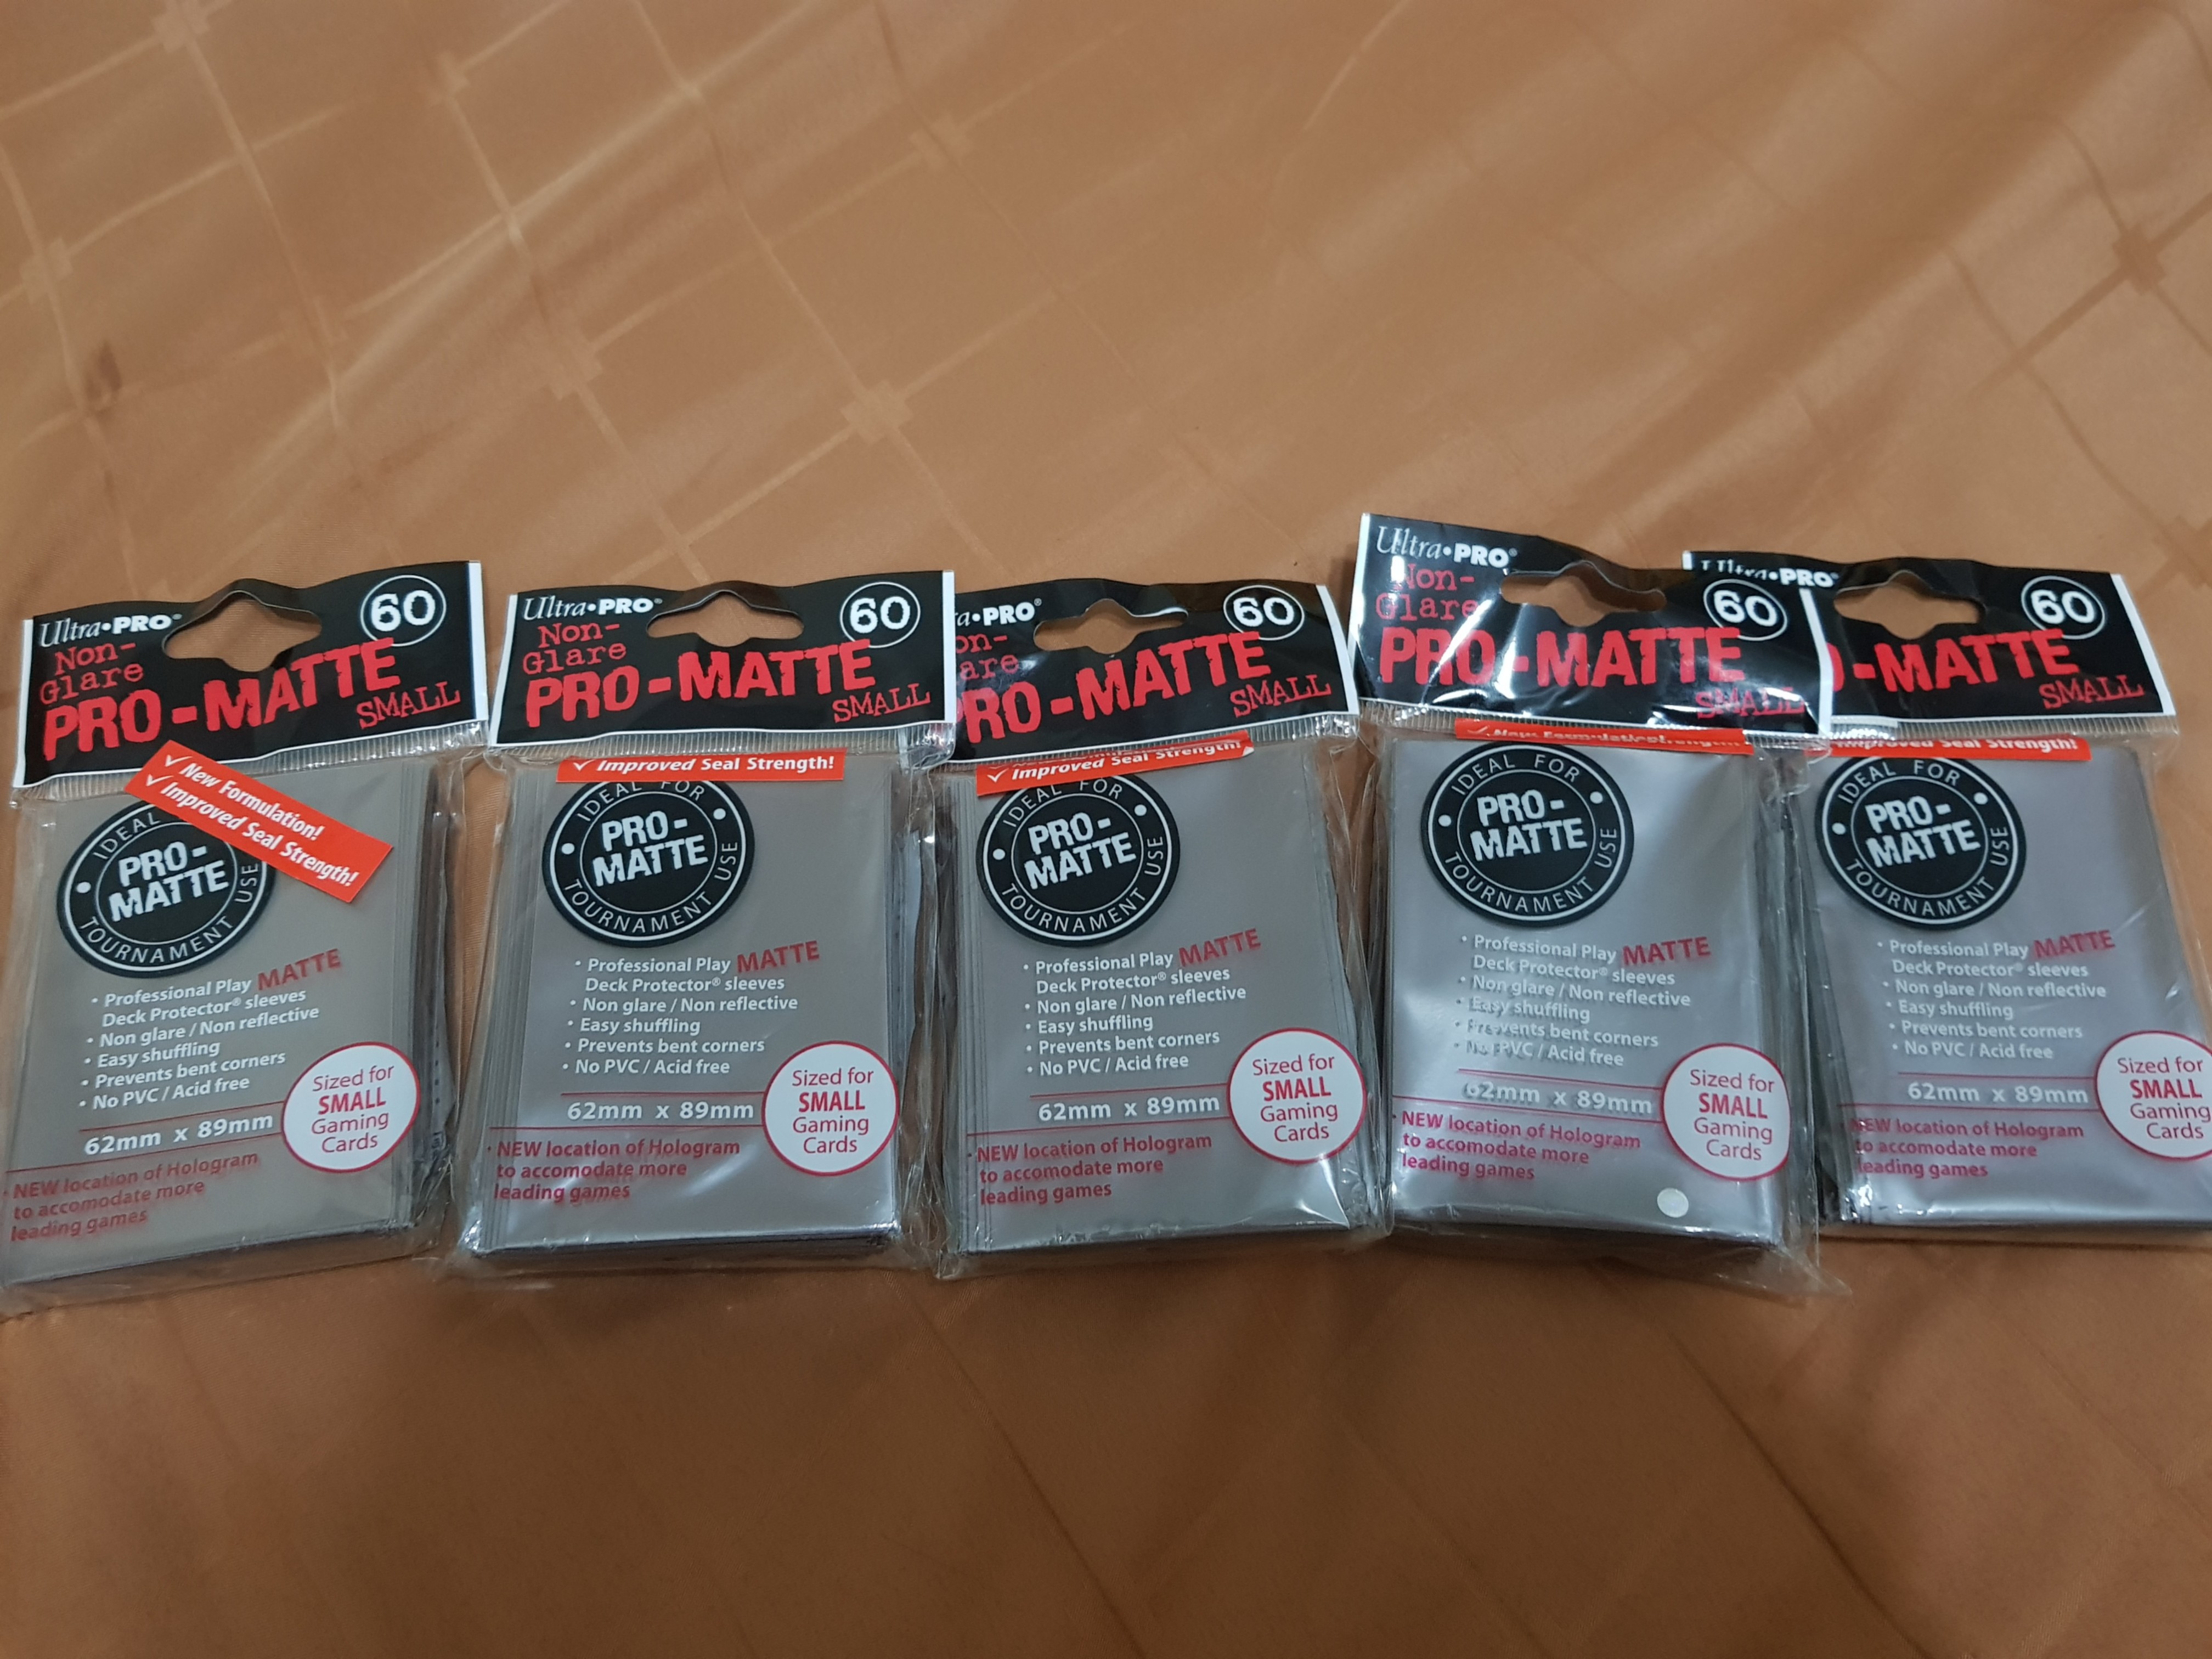 Ultra•PRO®
60
Non-
Glare
PRO-MATTE
SMALL
✓ New Formulation!
✓ Improved Seal Strength!
IDEAL
PRO-
MATTE
TOURNAMENT USE
• Professional Play MATTE
Deck Protector® sleeves
• Non glare / Non reflective
• Easy shuffling
• Prevents bent corners
• No PVC / Acid free
62mm x 89mm
Sized for
SMALL
Gaming
Cards
• NEW location of Hologram
to accomodate more
leading games
Ultra•PRO®
60
Non-
Glare
PRO-MATTE
SMALL
✓ Improved Seal Strength!
IDEAL FOR
PRO-
MATTE
TOURNAMENT USE
• Professional Play MATTE
Deck Protector® sleeves
• Non glare / Non reflective
• Easy shuffling
• Prevents bent corners
• No PVC / Acid free
62mm x 89mm
Sized for
SMALL
Gaming
Cards
• NEW location of Hologram
to accomodate more
leading games
a•PRO®
60
on-
are
PRO-MATTE
SMALL
✓ Improved Seal Strength!
IDEAL FOR
PRO-
MATTE
TOURNAMENT USE
• Professional Play MATTE
Deck Protector® sleeves
• Non glare / Non reflective
• Easy shuffling
• Prevents bent corners
• No PVC / Acid free
62mm x 89mm
Sized for
SMALL
Gaming
Cards
• NEW location of Hologram
to accomodate more
leading games
Ultra•PRO®
60
Non-
Glare
PRO-MATTE
SMALL
✓ New
IDEAL FOR
PRO-
MATTE
TOURNAMENT USE
• Professional Play MATTE
Deck Protector® sleeves
• Non glare / Non reflective
• Easy shuffling
• Prevents bent corners
• No PVC / Acid free
62mm x 89mm
Sized for
SMALL
Gaming
Cards
• NEW location of Hologram
to accomodate more
leading games
Ultra•PRO®
60
-MATTE
SMALL
Improved Seal Strength!
IDEAL FOR
PRO-
MATTE
TOURNAMENT USE
• Professional Play MATTE
Deck Protector® sleeves
• Non glare / Non reflective
• Easy shuffling
• Prevents bent corners
• No PVC / Acid free
62mm x 89mm
Sized for
SMALL
Gaming
Cards
NEW location of Hologram
to accomodate more
leading games